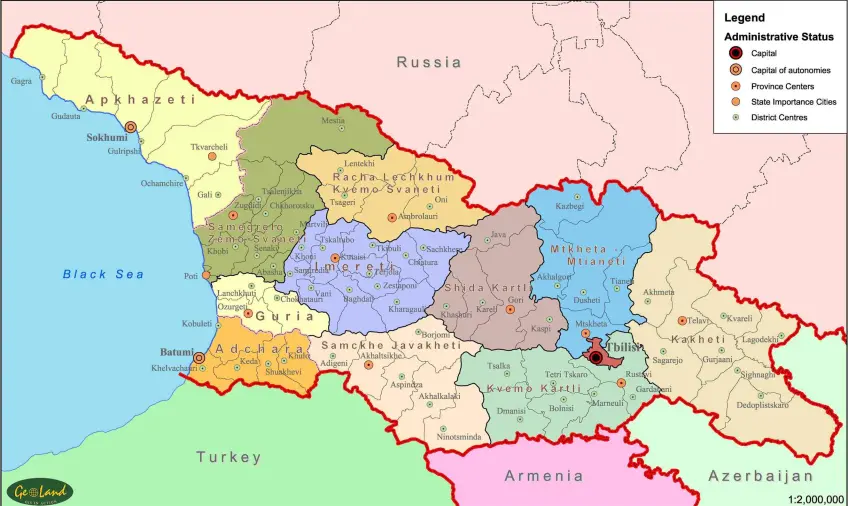 Legend
Administrative Status
Capital
Capital of autonomies
Province Centers
State Importance Cities
District Centres
Russia
Apkhazeti
Gagra
Gudauta
Sokhumi
Gulripshi
Tkvarcheli
Ochamchire
Gali
Mestia
Lentekhi
Racha Lechkhum
Kvemo Svaneti
Tsageri
Oni
Ambrolauri
Tsalenjikha
Zugdidi
Chkhorotsku
Samegrelo
Zemo Svaneti
Martvili
Khobi
Senaki
Abasha
Poti
Tskaltubo
Khoni
Kutaisi
Tkibuli
Sachkhere
Chiatura
Imereti
Samtredia
Terjola
Zestaponi
Vani
Baghdati
Kharagauli
Kazbegi
Java
Mtkheta
Mtianeti
Akhalgori
Tianeti
Dusheti
Shida Kartli
Gori
Khashuri
Kareli
Kaspi
Mtskheta
Tbilisi
Akhmeta
Telavi
Kvareli
Lagodekhi
Kakheti
Sagarejo
Gurjaani
Sighnaghi
Dedoplistskaro
Black Sea
Lanchkhuti
Ozurgeti
Chokhatauri
Guria
Kobuleti
Batumi
Adchara
Khelvachauri
Keda
Khulo
Shuakhevi
Borjomi
Samckhe Javakheti
Adigeni
Akhaltsikhe
Aspindza
Akhalkalaki
Ninotsminda
Tsalka
Tetri Tskaro
Rustavi
Gardabani
Kvemo Kartli
Marneuli
Bolnisi
Dmanisi
Turkey
Armenia
Azerbaijan
GeoLand
1:2,000,000